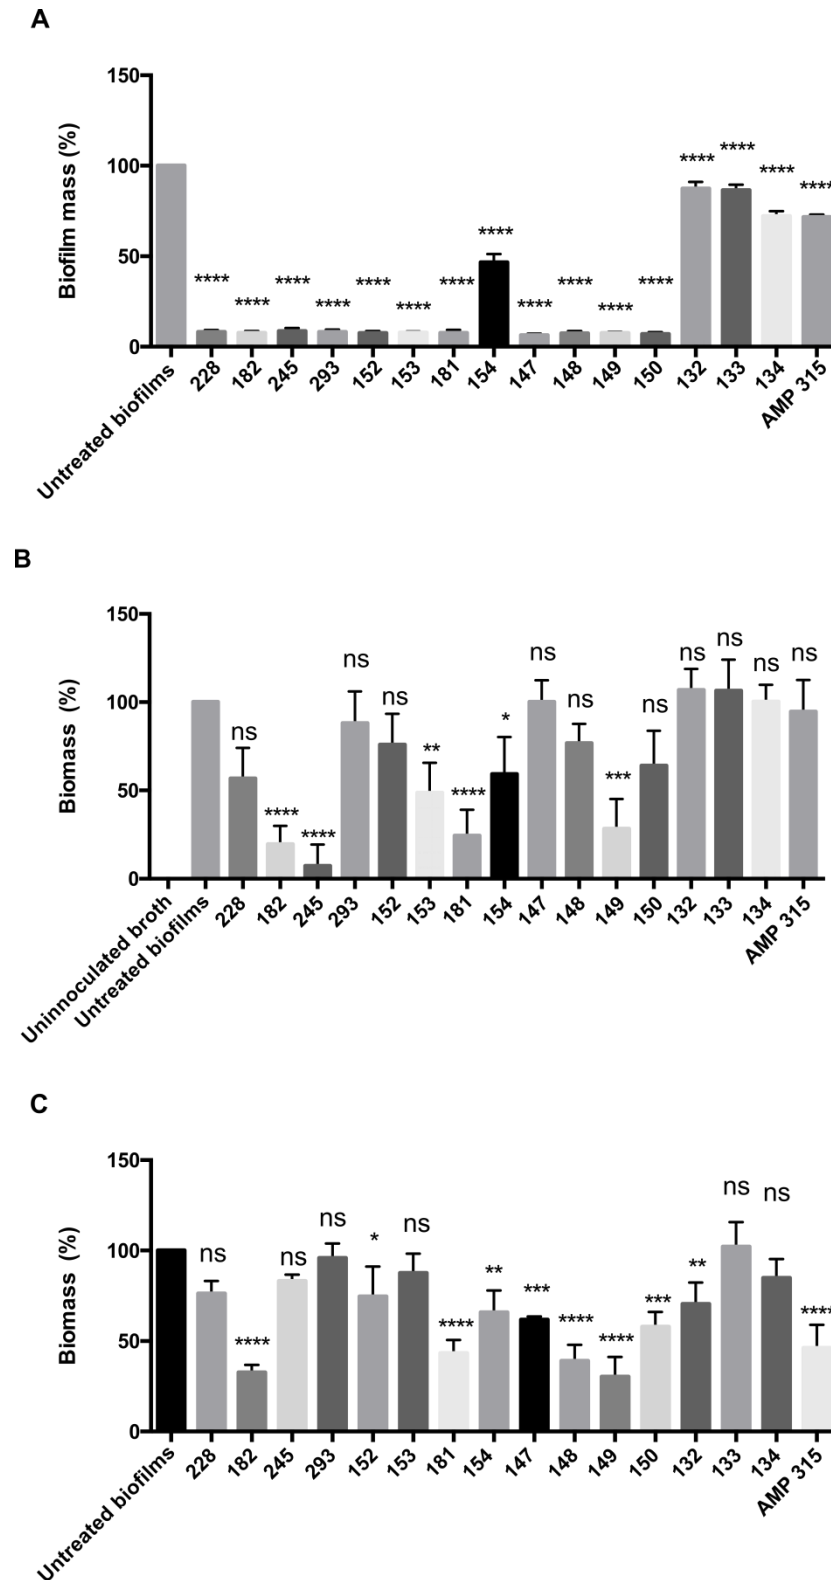 A
Biofilm mass (%)
150
100
50
0
**** **** **** **** **** **** **** **** **** **** **** **** **** **** **** ****
Untreated biofilms 228 182 245 293 152 153 181 154 147 148 149 150 132 133 134 AMP 315
B
Biomass (%)
150
100
50
0
ns **** **** ns ns ** **** * ns ns *** ns ns ns ns ns
Uninnoculated broth Untreated biofilms 228 182 245 293 152 153 181 154 147 148 149 150 132 133 134 AMP 315
C
Biomass (%)
150
100
50
0
ns **** ns ns * ns **** ** *** **** **** *** ** ns ns ****
Untreated biofilms 228 182 245 293 152 153 181 154 147 148 149 150 132 133 134 AMP 315